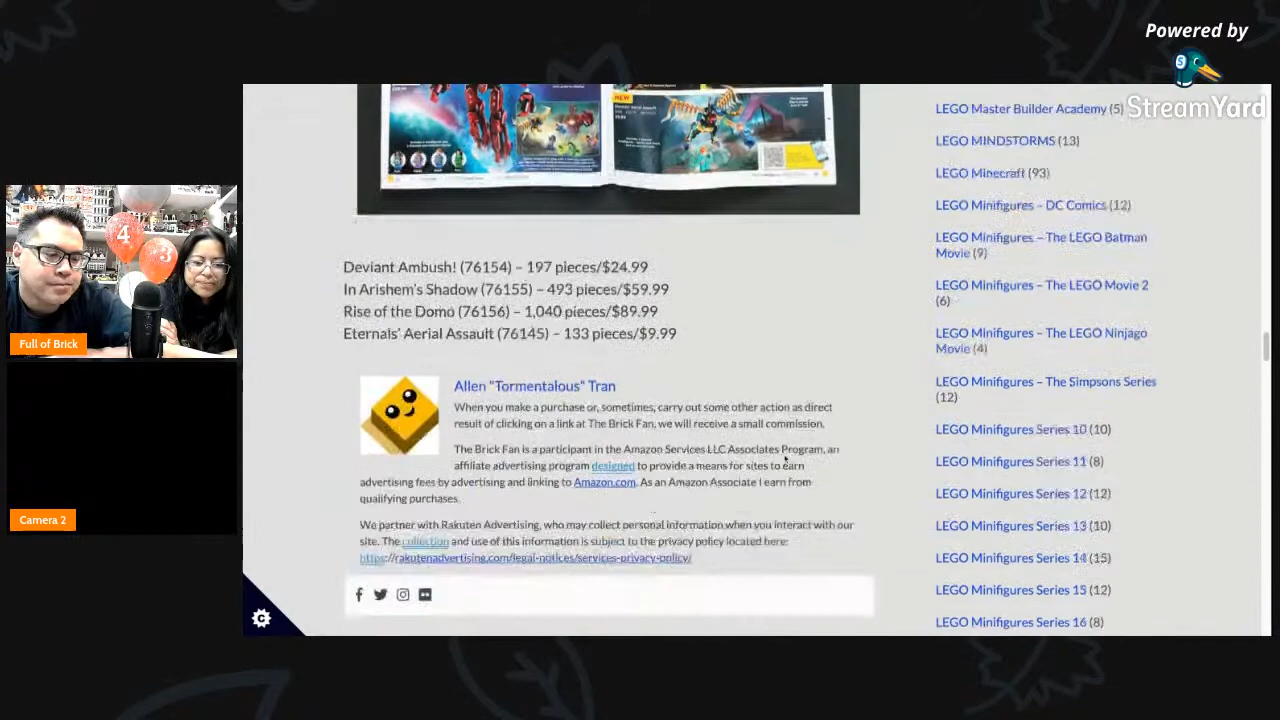 Powered by
StreamYard
NEW
LEGO Master Builder Academy (5)
LEGO MINDSTORMS (13)
LEGO Minecraft (93)
LEGO Minifigures – DC Comics (12)
LEGO Minifigures – The LEGO Batman
Movie (9)
LEGO Minifigures – The LEGO Movie 2
(6)
LEGO Minifigures – The LEGO Ninjago
Movie (4)
LEGO Minifigures – The Simpsons Series
(12)
LEGO Minifigures Series 10 (10)
LEGO Minifigures Series 11 (8)
LEGO Minifigures Series 12 (12)
LEGO Minifigures Series 13 (10)
LEGO Minifigures Series 14 (15)
LEGO Minifigures Series 15 (12)
LEGO Minifigures Series 16 (8)
Deviant Ambush! (76154) – 197 pieces/$24.99
In Arishem's Shadow (76155) – 493 pieces/$59.99
Rise of the Domo (76156) – 1,040 pieces/$89.99
Eternals' Aerial Assault (76145) – 133 pieces/$9.99
Allen "Tormentalous" Tran
When you make a purchase or, sometimes, carry out some other action as direct
result of clicking on a link at The Brick Fan, we will receive a small commission.
The Brick Fan is a participant in the Amazon Services LLC Associates Program, an
affiliate advertising program designed to provide a means for sites to earn
advertising fees by advertising and linking to Amazon.com. As an Amazon Associate I earn from
qualifying purchases.
We partner with Rakuten Advertising, who may collect personal information when you interact with our
site. The collection and use of this information is subject to the privacy policy located here:
https://rakutenadvertising.com/legal-notices/services-privacy-policy/
4
3
Full of Brick
Camera 2